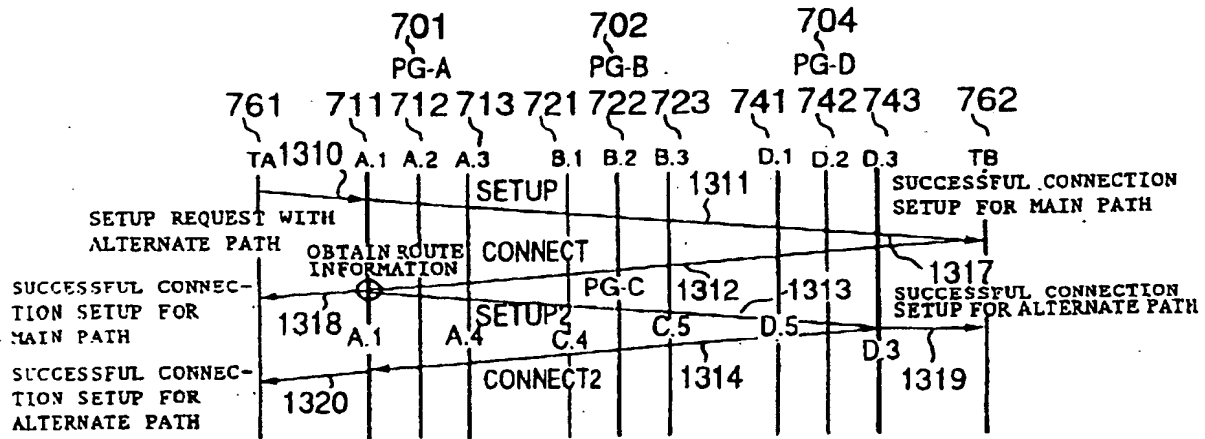 701 702 704
PG-A PG-B PG-D
761 711 712 713 721 722 723 741 742 743 762
TA 1310 A.1 A.2 A.3 B.1 B.2 B.3 D.1 D.2 D.3 TB
SETUP 1311
SUCCESSFUL CONNECTION
SETUP FOR MAIN PATH
SETUP REQUEST WITH
ALTERNATE PATH
OBTAIN ROUTE
INFORMATION
CONNECT
PG-C 1312 1313 1317
SUCCESSFUL CONNEC-
TION SETUP FOR
MAIN PATH
1318
SETUP2
SUCCESSFUL CONNECTION
SETUP FOR ALTERNATE PATH
A.1 A.4 C.4 C.5 D.5 D.3
SUCCESSFUL CONNEC-
TION SETUP FOR
ALTERNATE PATH
1320 CONNECT2 1314 1319